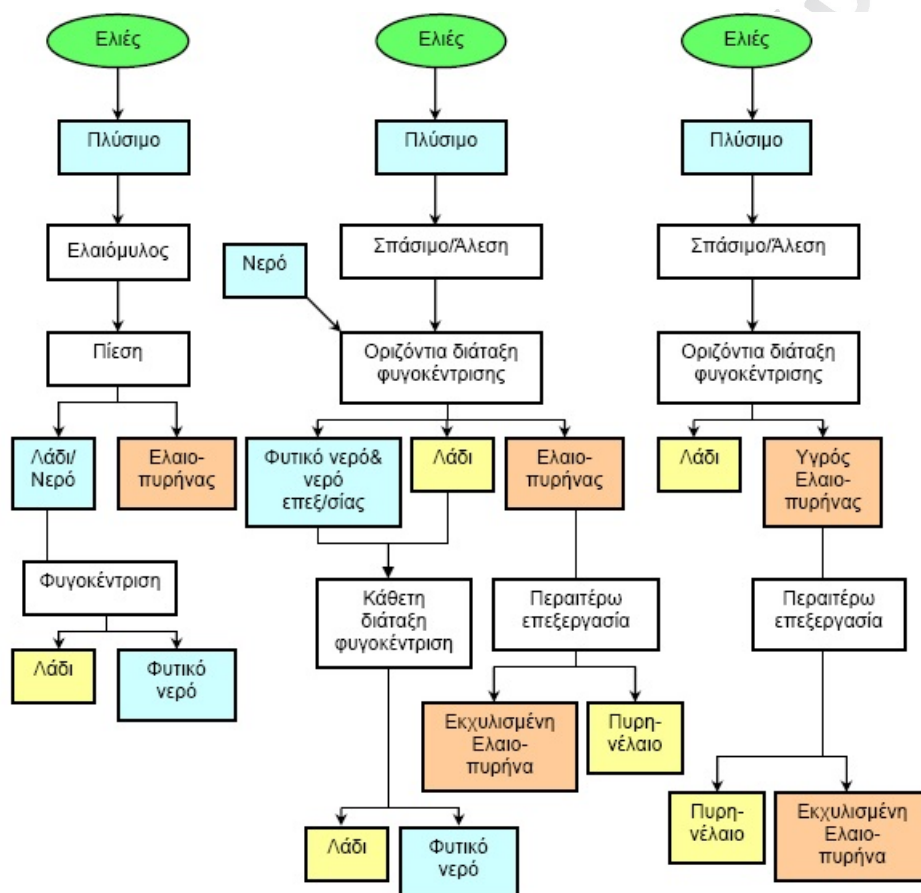 Ελιές
Πλύσιμο
Ελαιόμυλος
Πίεση
Λάδι/
Νερό
Ελαιο-
πυρήνας
Φυγοκέντριση
Λάδι
Φυτικό
νερό
Ελιές
Πλύσιμο
Σπάσιμο/Άλεση
Νερό
Οριζόντια διάταξη
φυγοκέντρισης
Φυτικό νερό&
νερό
επεξ/σίας
Λάδι
Ελαιο-
πυρήνας
Κάθετη
διάταξη
φυγοκέντριση
Περαιτέρω
επεξεργασία
Εκχυλισμένη
Ελαιο-
πυρήνα
Πυρη-
νέλαιο
Λάδι
Φυτικό
νερό
Ελιές
Πλύσιμο
Σπάσιμο/Άλεση
Οριζόντια διάταξη
φυγοκέντρισης
Λάδι
Υγρός
Ελαιο-
πυρήνας
Περαιτέρω
επεξεργασία
Πυρη-
νέλαιο
Εκχυλισμένη
Ελαιο-
πυρήνα